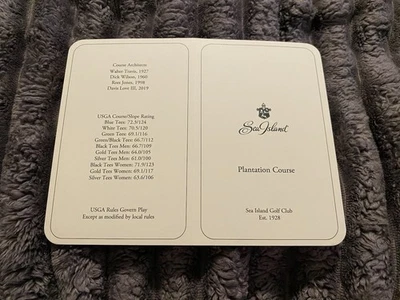 Course Architects
Walter Travis, 1927
Dick Wilson, 1960
Rees Jones, 1998
Davis Love III, 2019
USGA Course/Slope Rating
Blue Tees: 72.3/124
White Tees: 70.5/120
Green Tees: 69.1/116
Green/Black Tees: 66.7/112
Black Tees Men: 66.7/109
Gold Tees Men: 64.0/105
Silver Tees Men: 61.0/100
Black Tees Women: 71.9/123
Gold Tees Women: 69.1/117
Silver Tees Women: 63.6/106
USGA Rules Govern Play
Except as modified by local rules
Sea Island
Plantation Course
Sea Island Golf Club
Est. 1928